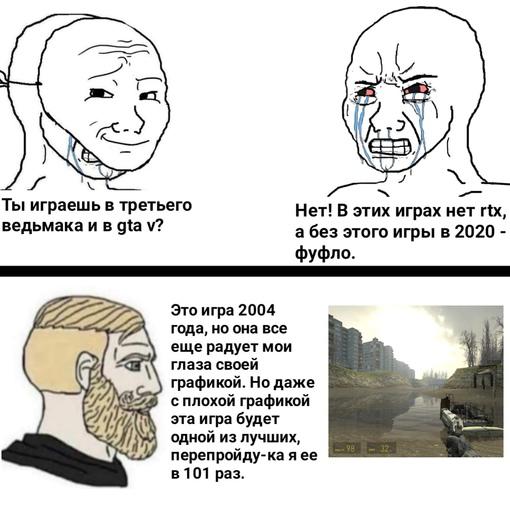 Ты играешь в третьего
ведьмака и в gta v?
Нет! В этих играх нет rtx,
а без этого игры в 2020 -
фуфло.
Это игра 2004
года, но она все
еще радует мои
глаза своей
графикой. Но даже
с плохой графикой
эта игра будет
одной из лучших,
перепройду-ка я ее
в 101 раз.
98
32